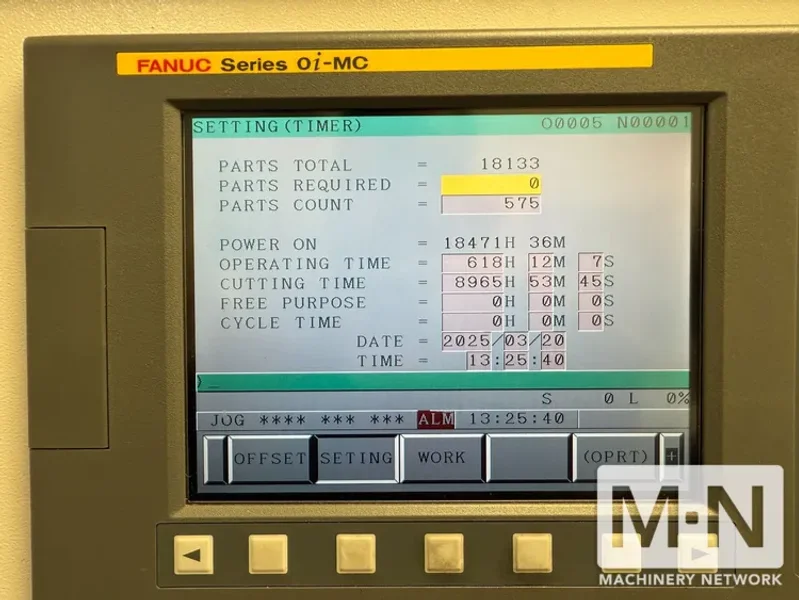 FANUC Series 0i-MC
SETTING(TIMER) O0005 N00001
PARTS TOTAL = 18133
PARTS REQUIRED = 0
PARTS COUNT = 575
POWER ON = 18471H 36M
OPERATING TIME = 618H 12M 7S
CUTTING TIME = 8965H 53M 45S
FREE PURPOSE = 0H 0M 0S
CYCLE TIME = 0H 0M 0S
DATE = 2025/03/20
TIME = 13:25:40
>_
S 0 L 0%
JOG **** *** *** ALM 13:25:40
OFFSET SETING WORK (OPRT) +
M·N
MACHINERY NETWORK